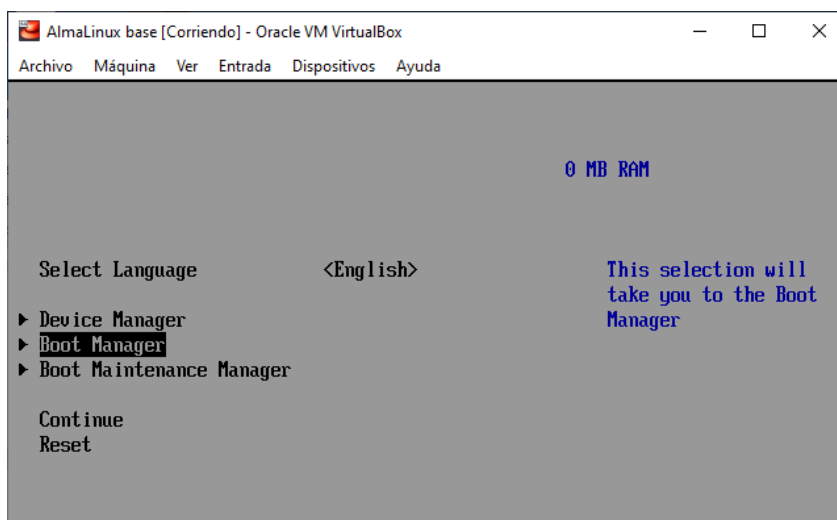 AlmaLinux base [Corriendo] - Oracle VM VirtualBox
Archivo Máquina Ver Entrada Dispositivos Ayuda
0 MB RAM
Select Language <English> This selection will
take you to the Boot
Device Manager Manager
Boot Manager
Boot Maintenance Manager
Continue
Reset